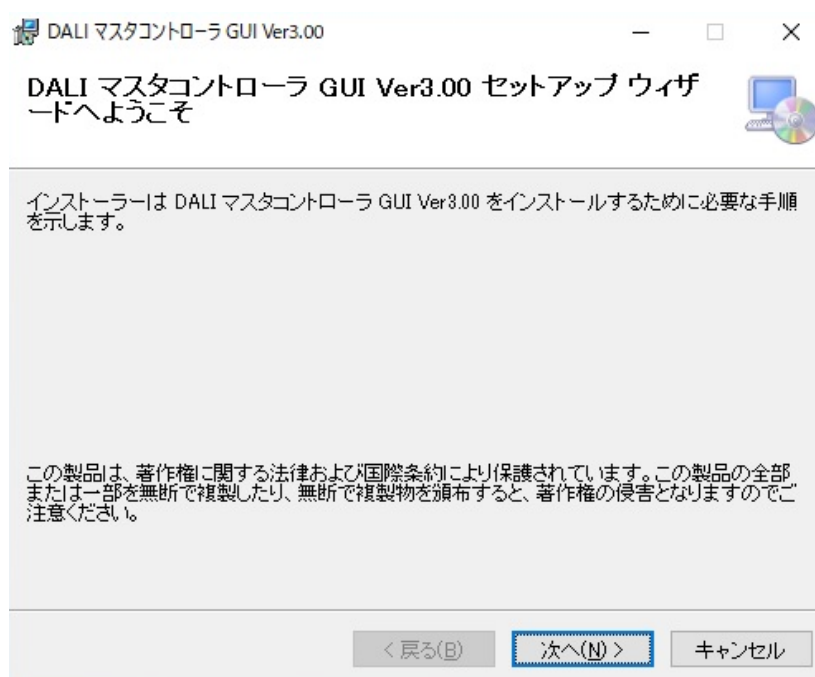 DALI マスタコントローラ GUI Ver3.00
DALI マスタコントローラ GUI Ver3.00 セットアップ ウィザ
ードへようこそ
インストーラーは DALI マスタコントローラ GUI Ver3.00 をインストールするために必要な手順
を示します。
この製品は、著作権に関する法律および国際条約により保護されています。この製品の全部
または一部を無断で複製したり、無断で複製物を頒布すると、著作権の侵害となりますのでご
注意ください。
< 戻る(B)
次へ(N) >
キャンセル